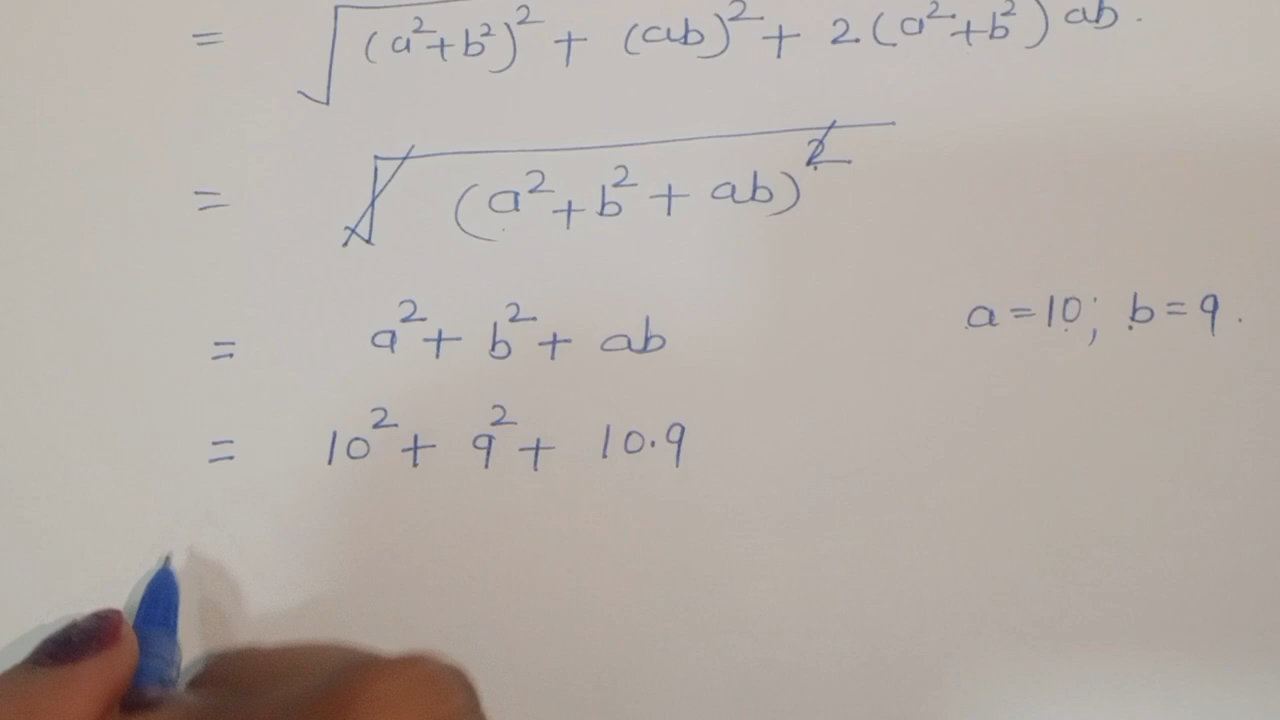 = √(a²+b²)² + (ab)² + 2(a²+b²)ab.
= √(a²+b²+ab)²
= a²+b²+ab
a=10; b=9.
= 10²+9²+10.9